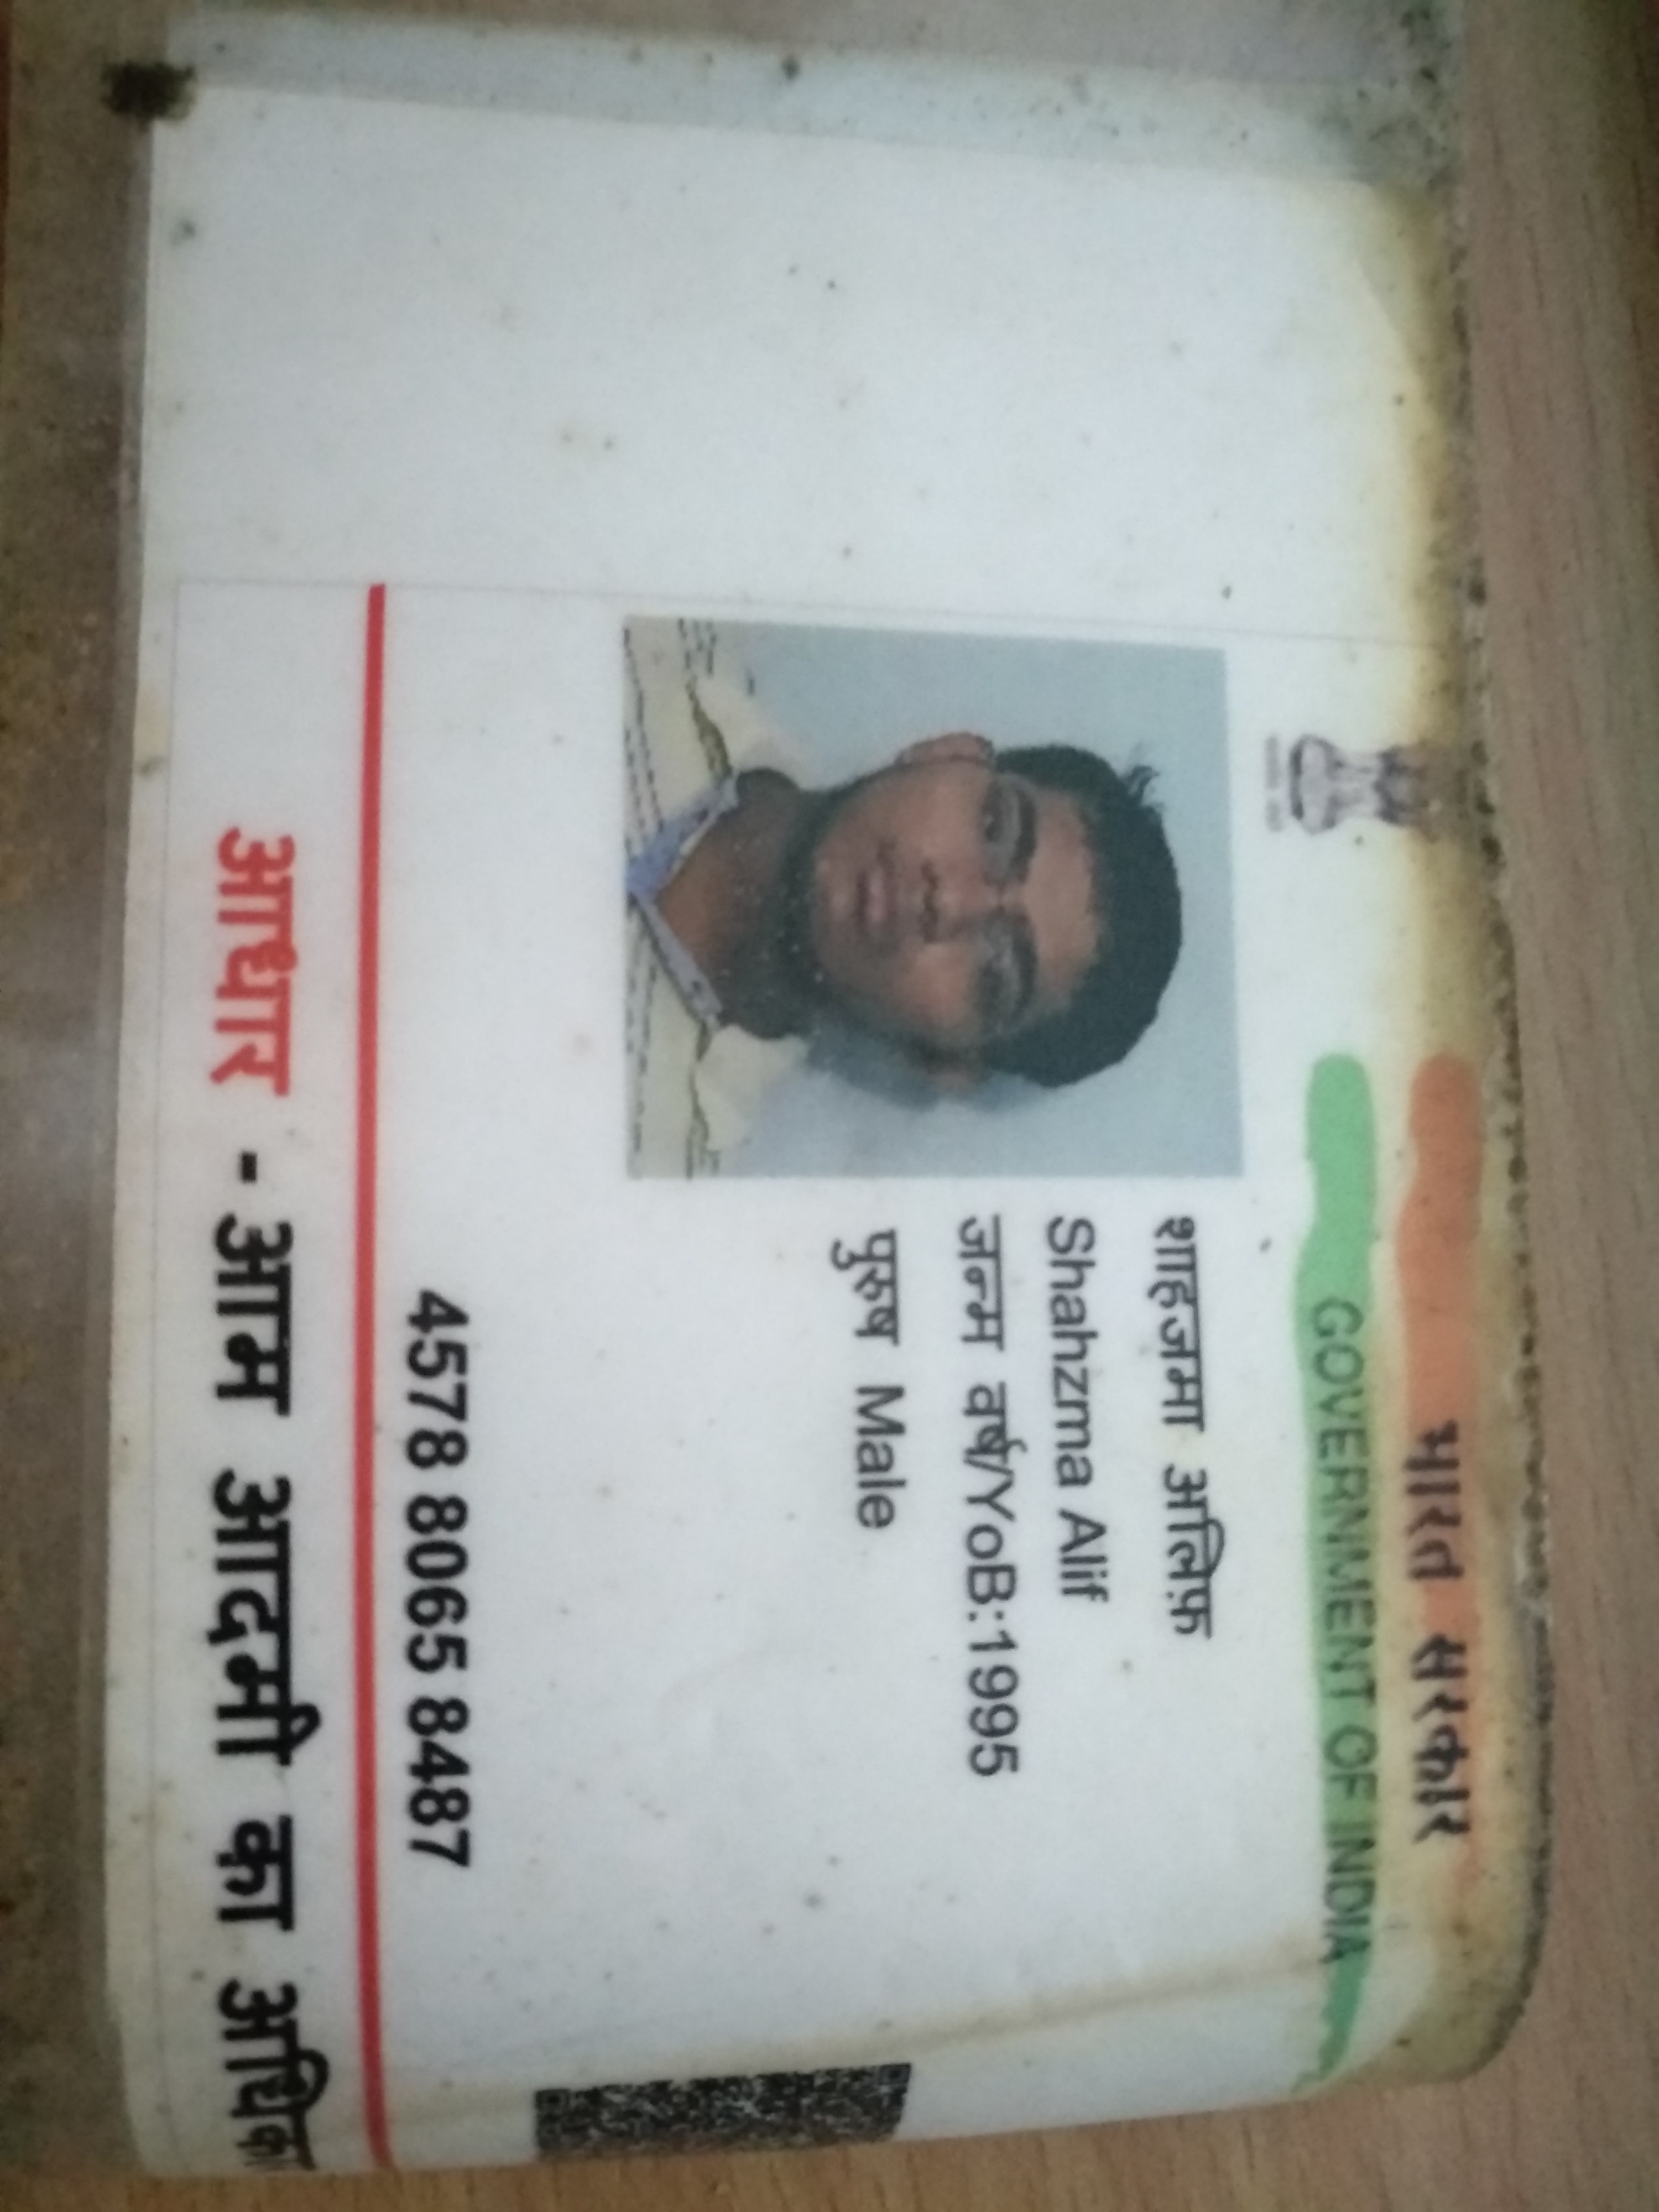 भारत सरकार
GOVERNMENT OF INDIA
शाहजमा अलिफ़
Shahzma Alif
जन्म वर्ष/YoB:1995
पुरुष Male
4578 8065 8487
आधार - आम आदमी का अधिका